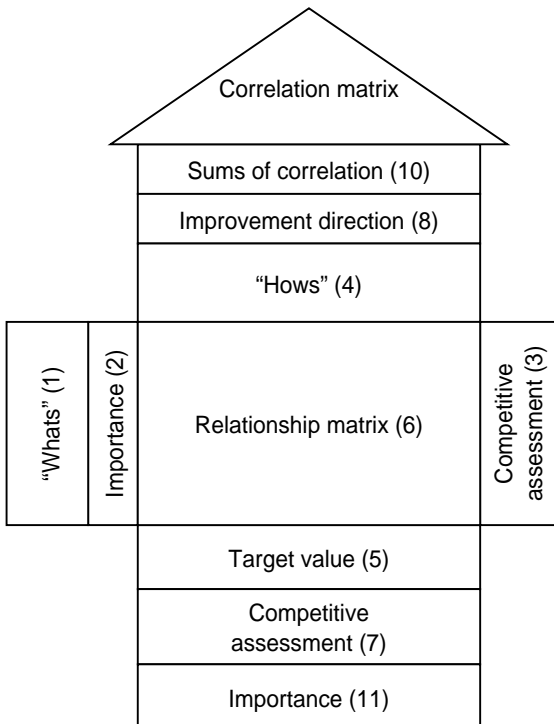 Correlation matrix
Sums of correlation (10)
Improvement direction (8)
“Hows” (4)
“Whats” (1)
Importance (2)
Relationship matrix (6)
Competitive
assessment (3)
Target value (5)
Competitive
assessment (7)
Importance (11)